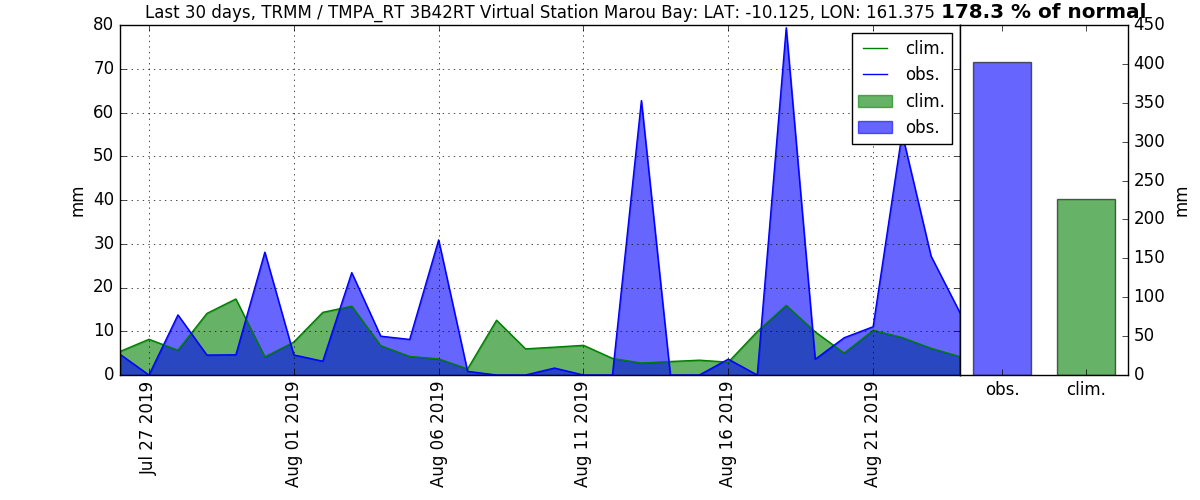 Last 30 days, TRMM / TMPA_RT 3B42RT Virtual Station Marou Bay: LAT: -10.125, LON: 161.375 178.3 % of normal
80
70
60
50
40
30
20
10
0
mm
clim.
obs.
clim.
obs.
Jul 27 2019
Aug 01 2019
Aug 06 2019
Aug 11 2019
Aug 16 2019
Aug 21 2019
obs.
clim.
450
400
350
300
250
200
150
100
50
0
mm